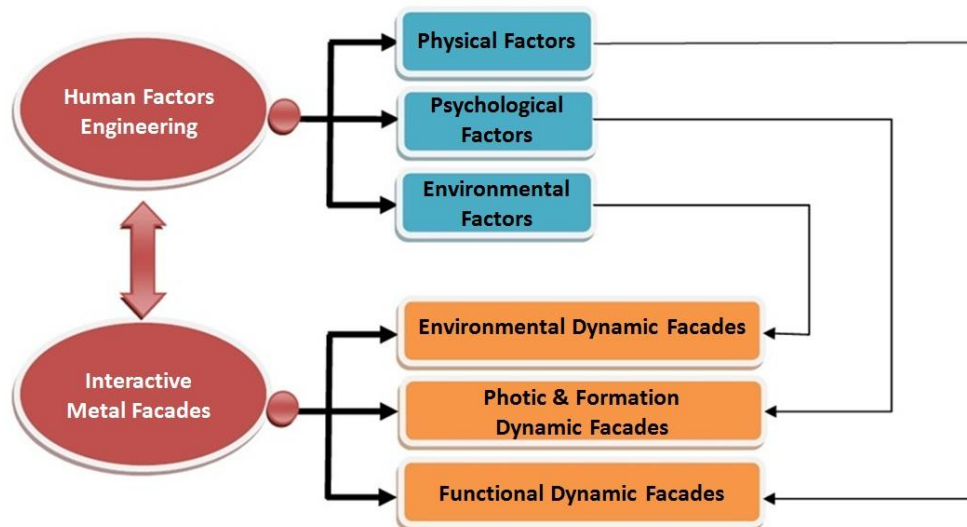 Human Factors
Engineering
Physical Factors
Psychological
Factors
Environmental
Factors
Interactive
Metal Facades
Environmental Dynamic Facades
Photic & Formation
Dynamic Facades
Functional Dynamic Facades